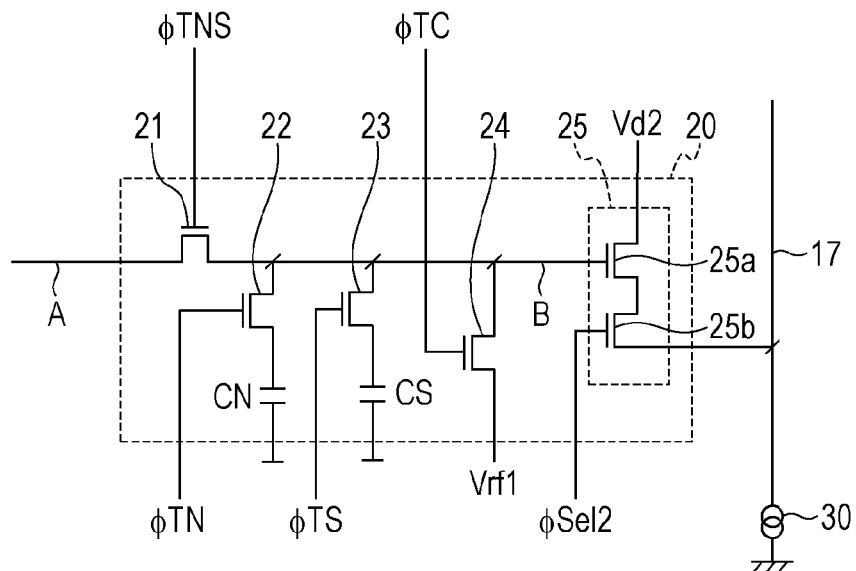 ϕTNS
ϕTC
21
22
23
24
25
Vd2
20
25a
17
A
B
25b
CN
CS
Vrf1
ϕTN
ϕTS
ϕSel2
30